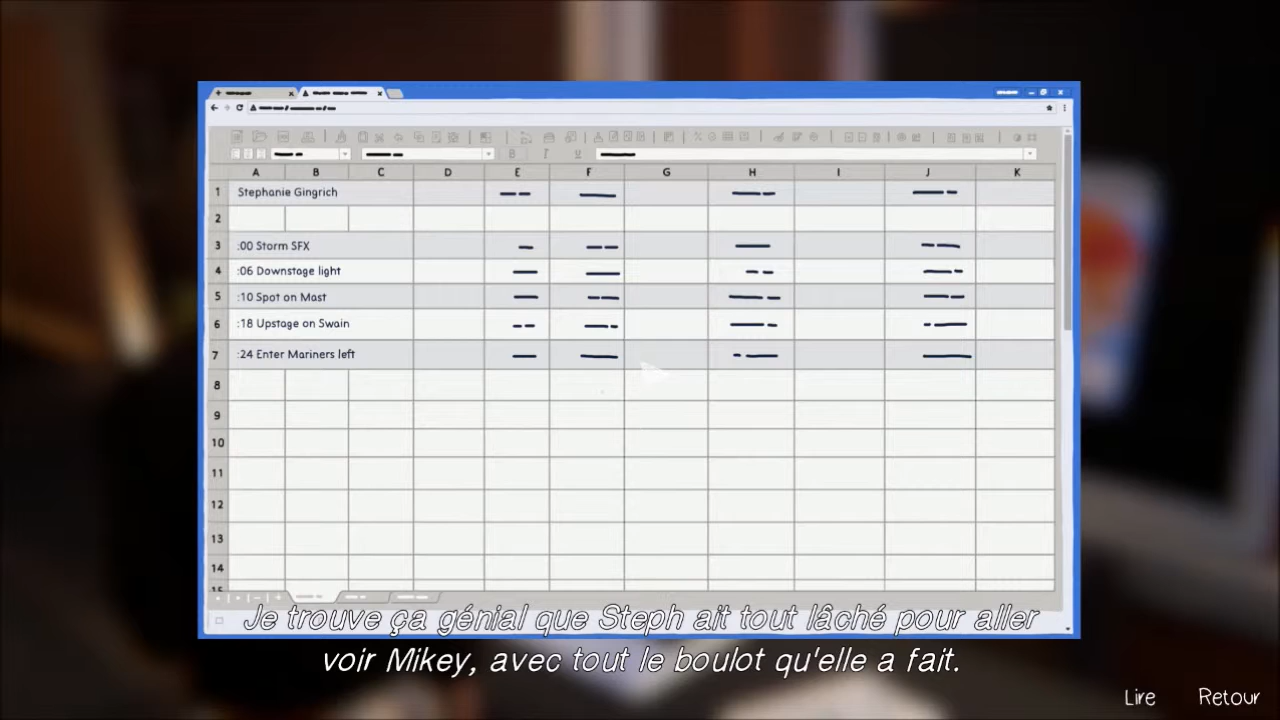 A B C D E F G H I J K
1 Stephanie Gingrich
2
3 :00 Storm SFX
4 :06 Downstage light
5 :10 Spot on Mast
6 :18 Upstage on Swain
7 :24 Enter Mariners left
8
9
10
11
12
13
14
15
Je trouve ça génial que Steph ait tout lâché pour aller
voir Mikey, avec tout le boulot qu'elle a fait.
Lire Retour